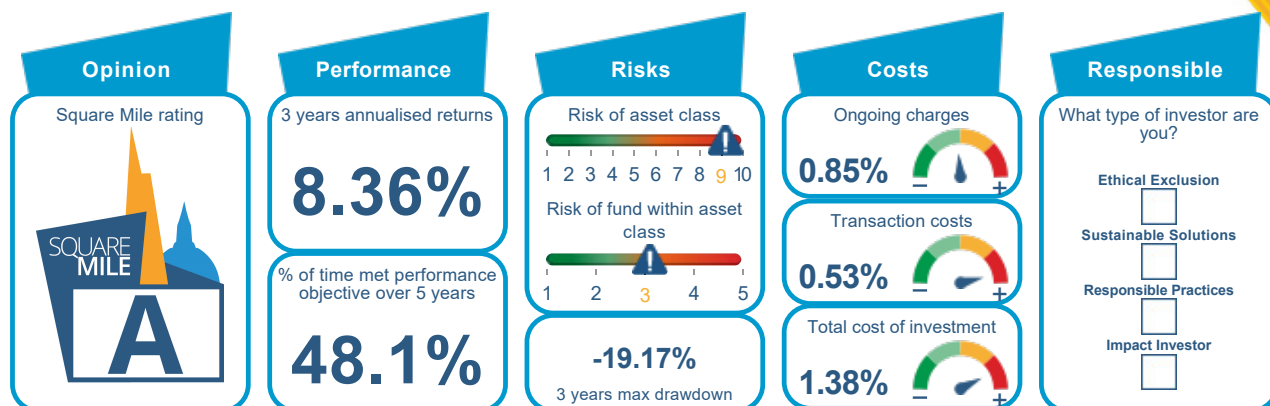 Opinion
Square Mile rating
SQUARE
MILE
A
Performance
3 years annualised returns
8.36%
% of time met performance
objective over 5 years
48.1%
Risks
Risk of asset class
1 2 3 4 5 6 7 8 9 10
Risk of fund within asset
class
1 2 3 4 5
-19.17%
3 years max drawdown
Costs
Ongoing charges
0.85%
− +
Transaction costs
0.53%
− +
Total cost of investment
1.38%
− +
Responsible
What type of investor are
you?
Ethical Exclusion
Sustainable Solutions
Responsible Practices
Impact Investor